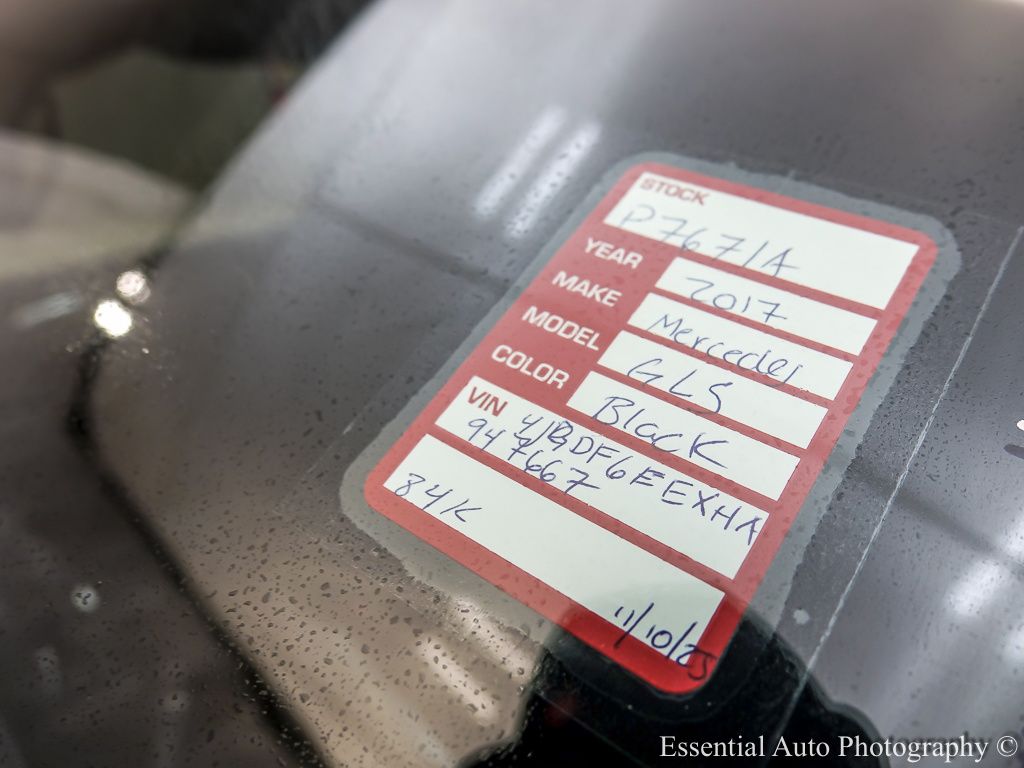 STOCK
P7671A
YEAR 2017
MAKE Mercedes
MODEL GLS
COLOR Black
VIN 4JGDF6EEXHA
947667
84K
11/10/25
Essential Auto Photography ©